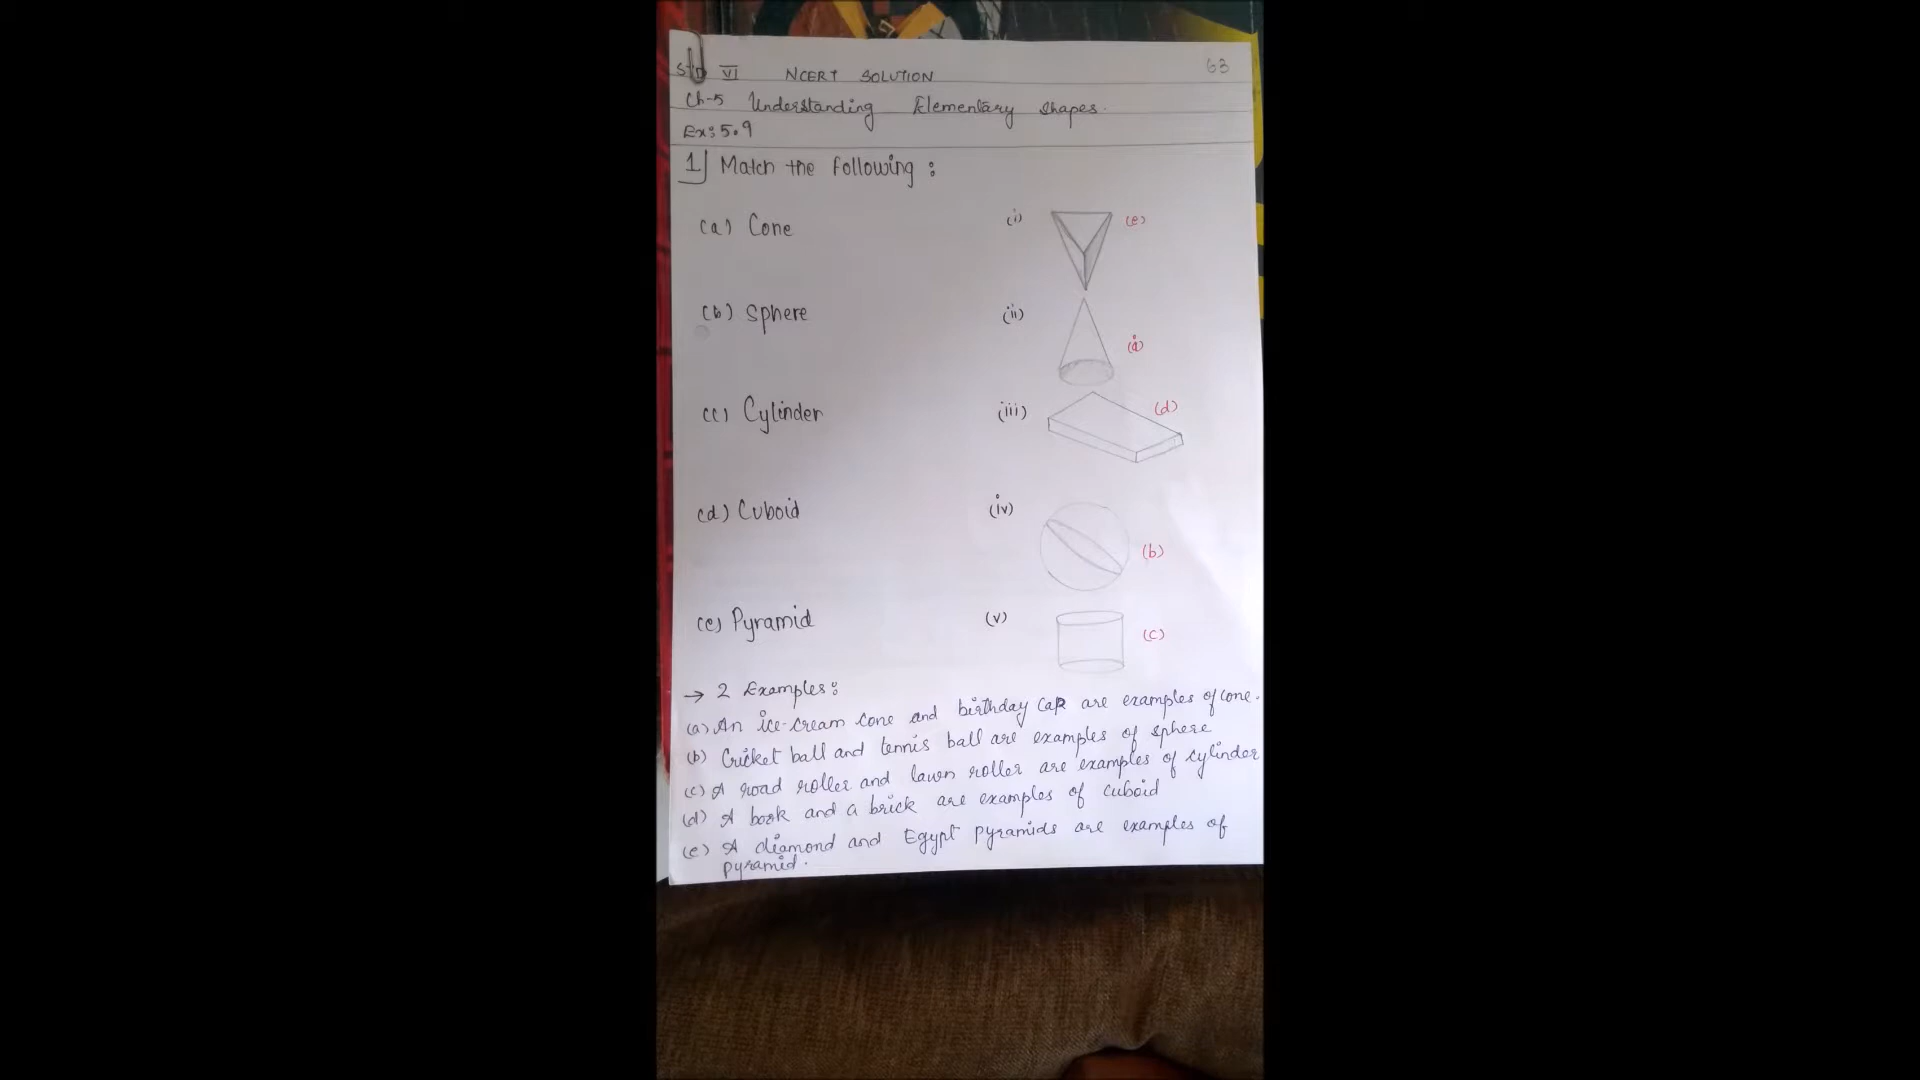 Std VI NCERT SOLUTION 63
Ch-5 Understanding Elementary shapes.
Ex: 5.9
1] Match the following :
(a) Cone (i) (e)
(b) Sphere (ii) (a)
(c) Cylinder (iii) (d)
(d) Cuboid (iv) (b)
(e) Pyramid (v) (c)
→ 2 Examples:
(a) An ice-cream cone and birthday cap are examples of cone.
(b) Cricket ball and tennis ball are examples of sphere
(c) A road roller and lawn roller are examples of cylinder
(d) A book and a brick are examples of cuboid
(e) A diamond and Egypt pyramids are examples of
pyramid.